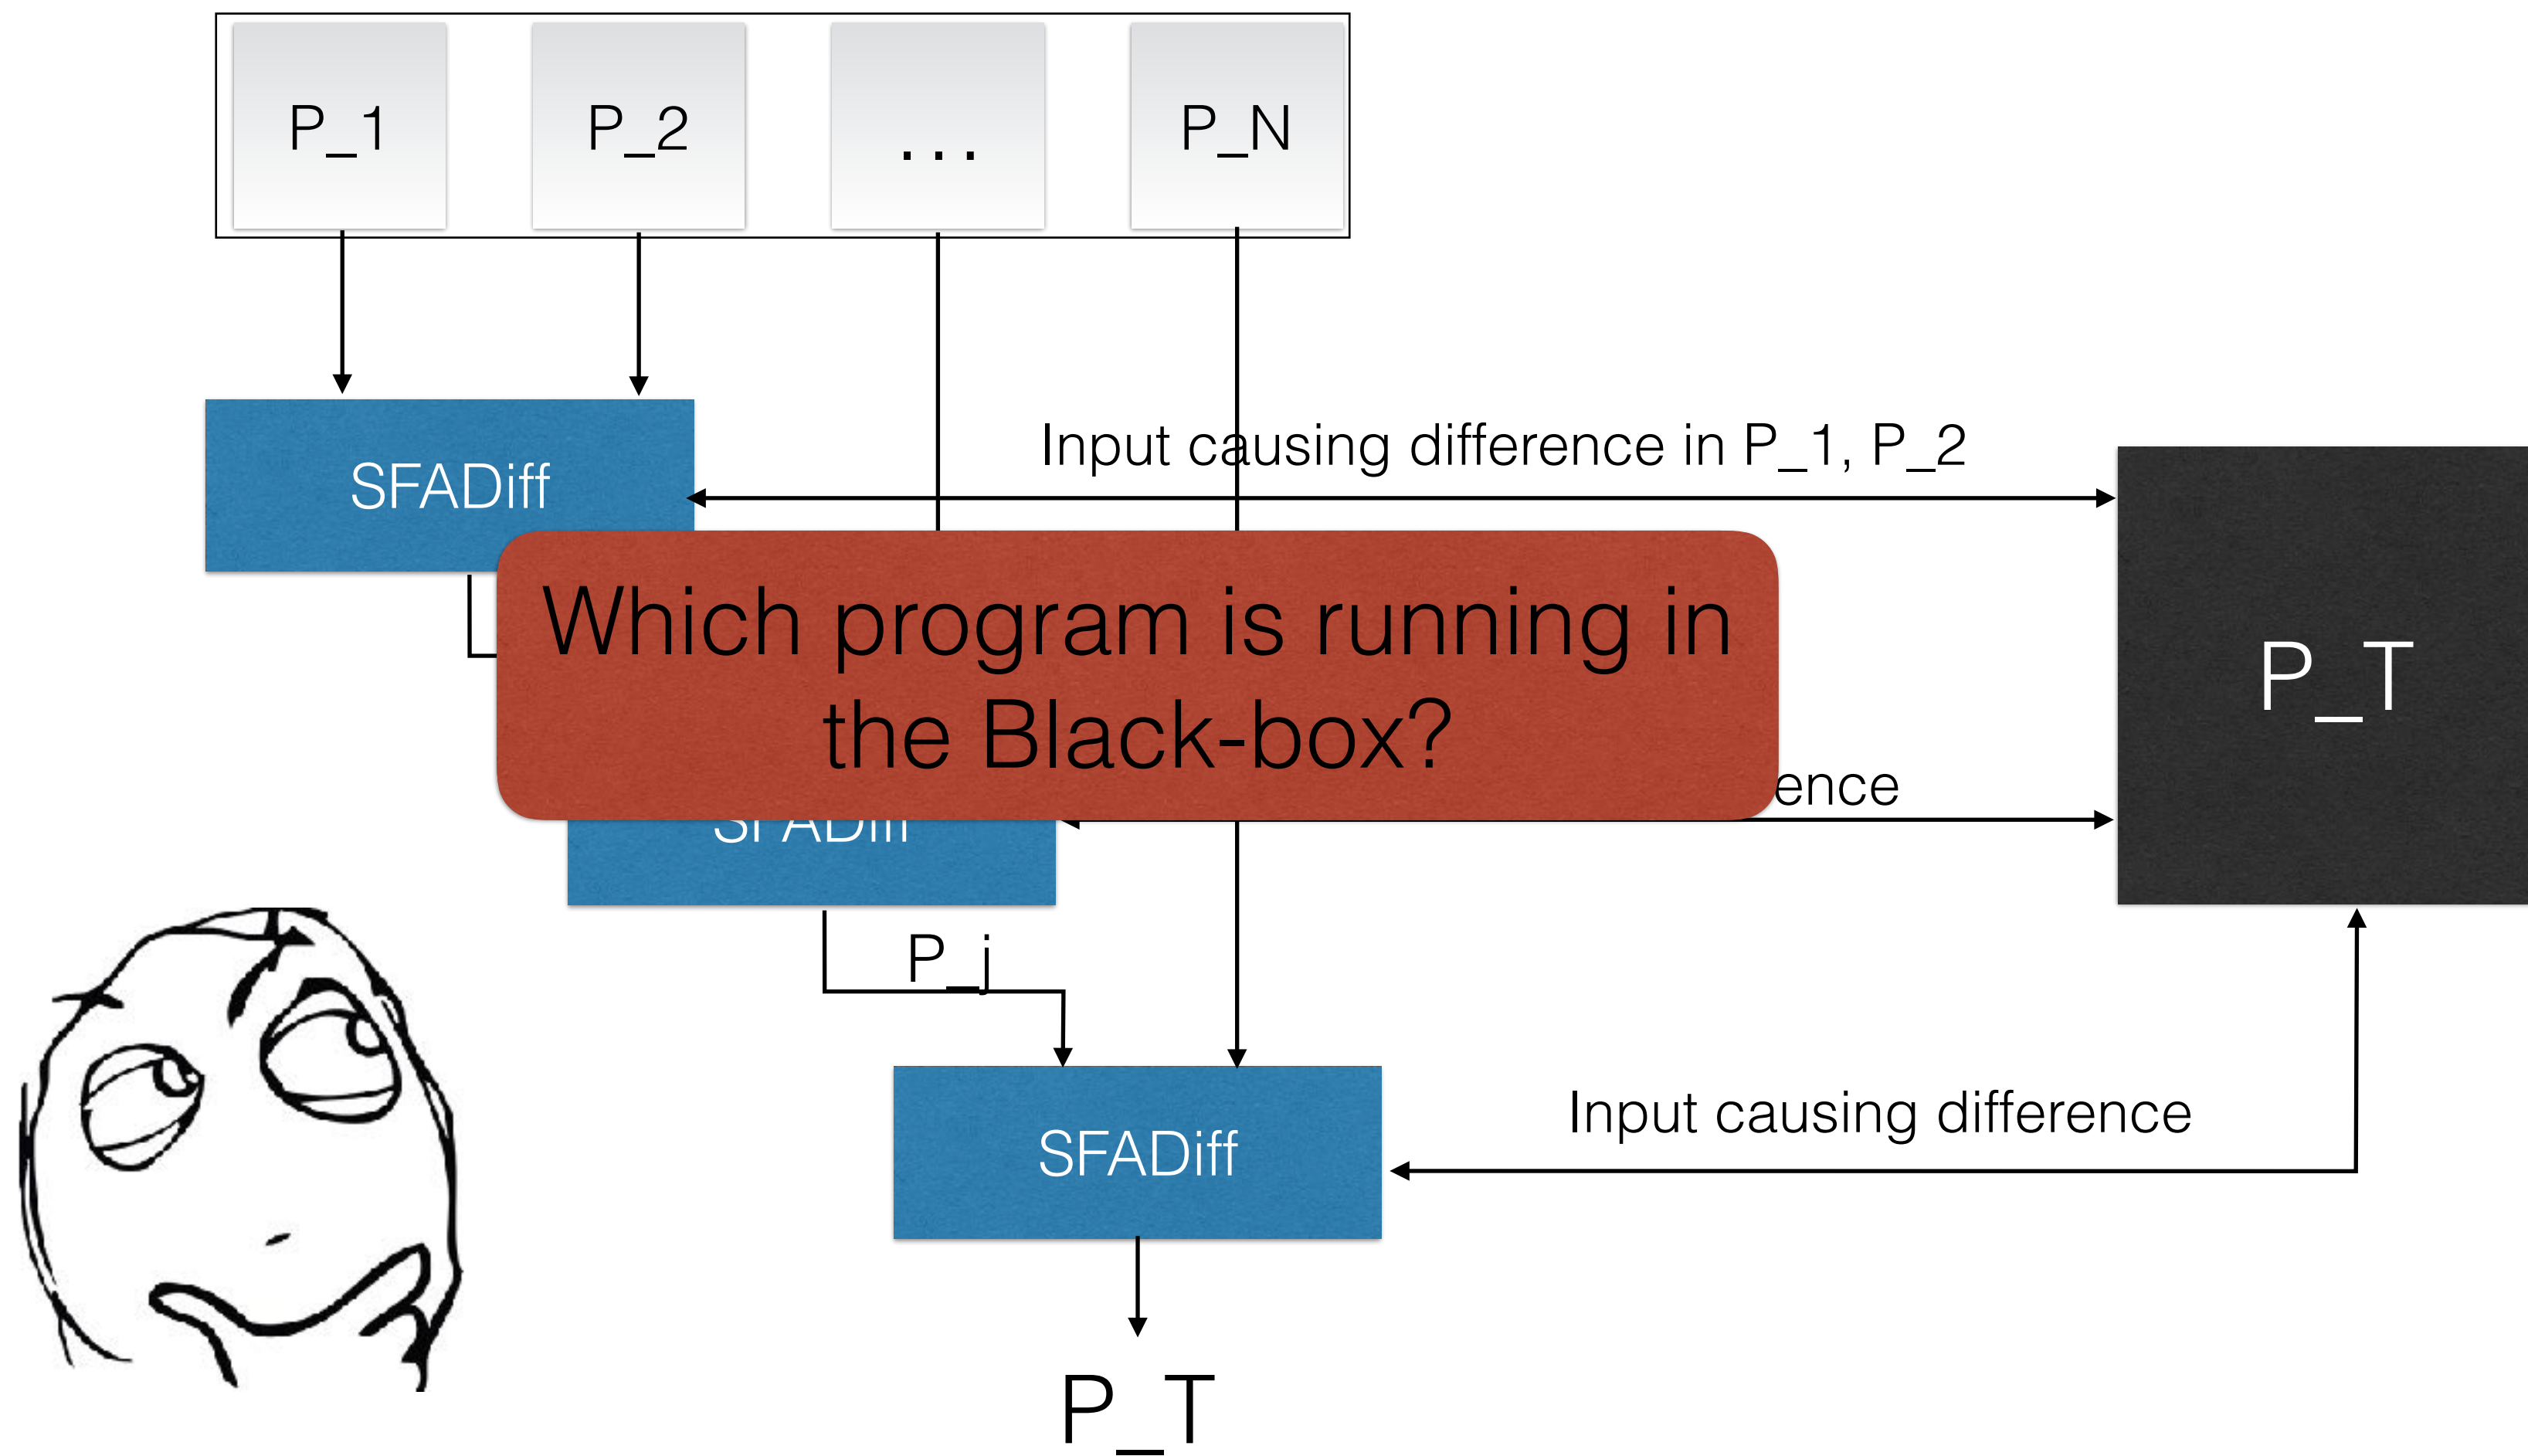 P_1
P_2
...
P_N
Input causing difference in P_1, P_2
SFADiff
Which program is running in
the Black-box?
P_T
ence
SFADiff
P_j
Input causing difference
SFADiff
P_T